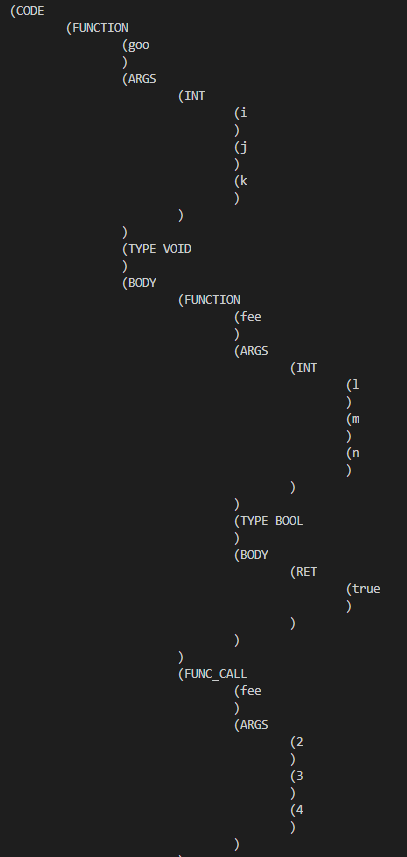 (CODE
(FUNCTION
(goo
)
(ARGS
(INT
(i
)
(j
)
(k
)
)
)
(TYPE VOID
)
(BODY
(FUNCTION
(fee
)
(ARGS
(INT
(l
)
(m
)
(n
)
)
)
(TYPE BOOL
)
(BODY
(RET
(true
)
)
)
)
(FUNC_CALL
(fee
)
(ARGS
(2
)
(3
)
(4
)
)
)